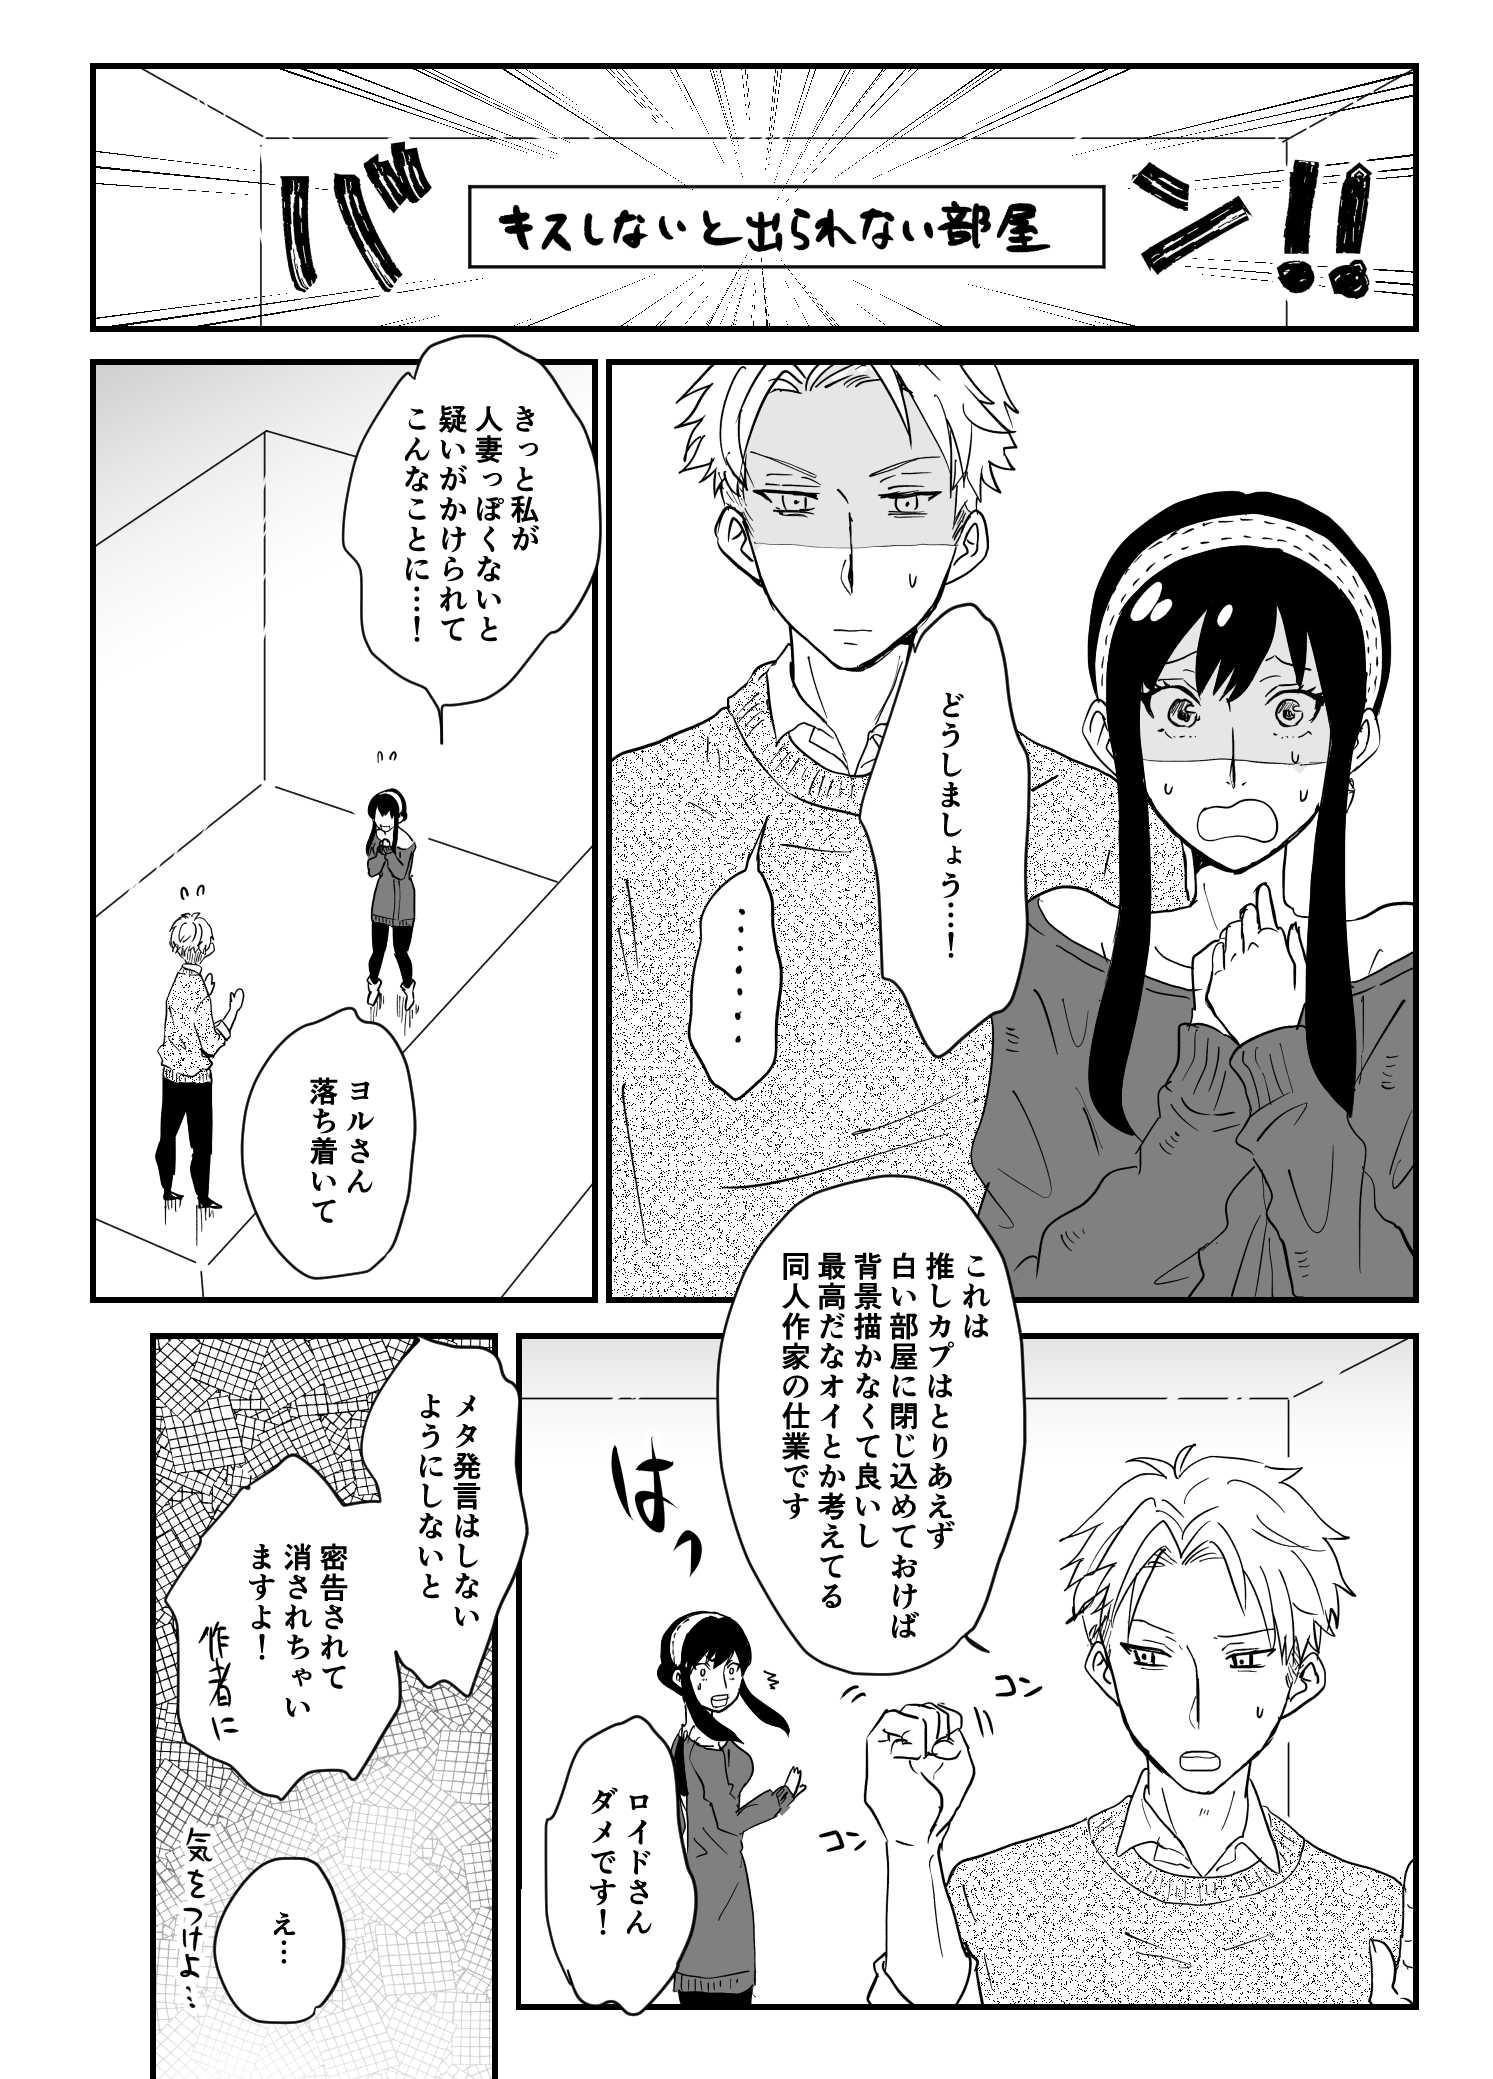 バン!!
キスしないと出られない部屋
どうしましょう…!
……
きっと私が
人妻っぽくないと
疑いがかけられて
こんなことに…!
ヨルさん
落ち着いて
これは
推しカプはとりあえず
白い部屋に閉じ込めておけば
背景描かなくて良いし
最高だなオイとか考えてる
同人作家の仕業です
コン
コン
はっ
ロイドさん
ダメです!
メタ発言はしない
ようにしないと
密告されて
消されちゃい
ますよ!
作者に
え…
気をつけよ…